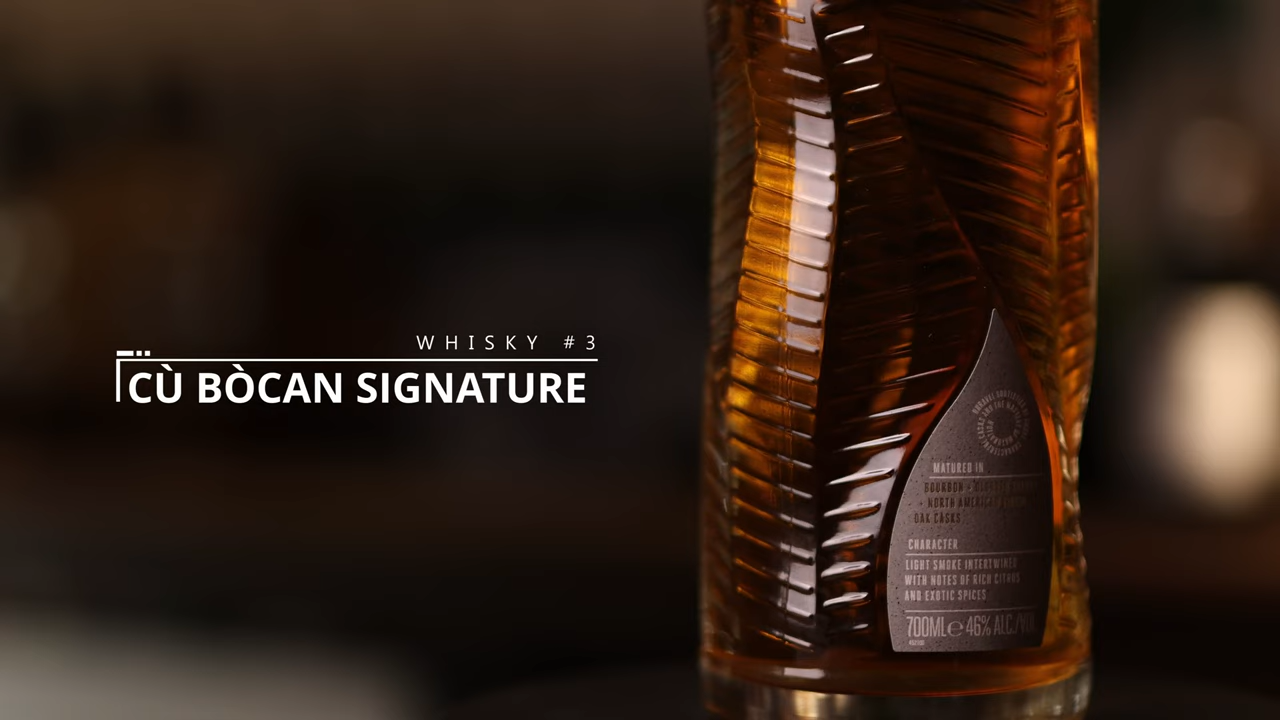 WHISKY #3
CÙ BÒCAN SIGNATURE
MATURED IN
BOURBON
NORTH AMERICAN
OAK CASKS
CHARACTER
LIGHT SMOKE INTERTWINED
WITH NOTES OF RICH CITRUS
AND EXOTIC SPICES
700ML e 46% ALC./VOL